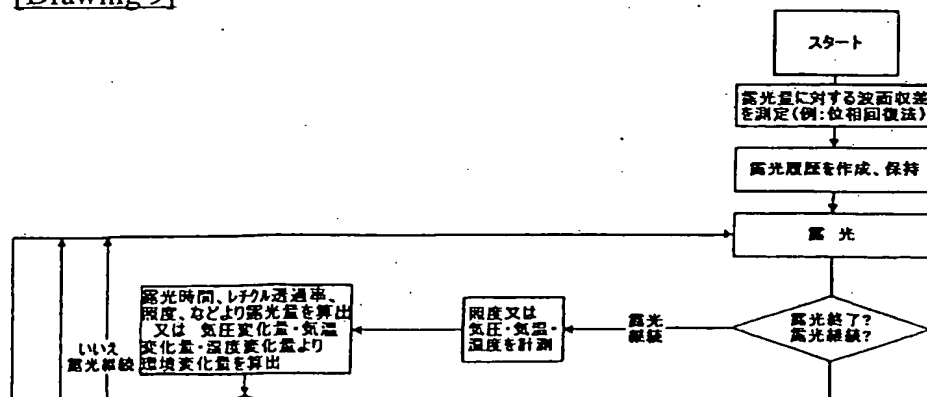 [Drawing 9]
スタート
露光量に対する波面収差
を測定(例:位相回復法)
露光履歴を作成、保持
露 光
露光終了?
露光継続?
露光
継続
照度又は
気圧・気温・
湿度を計測
露光時間、レチクル透過率、
照度、などより露光量を算出
又は 気圧変化量・気温
変化量・湿度変化量より
環境変化量を算出
いいえ
露光継続